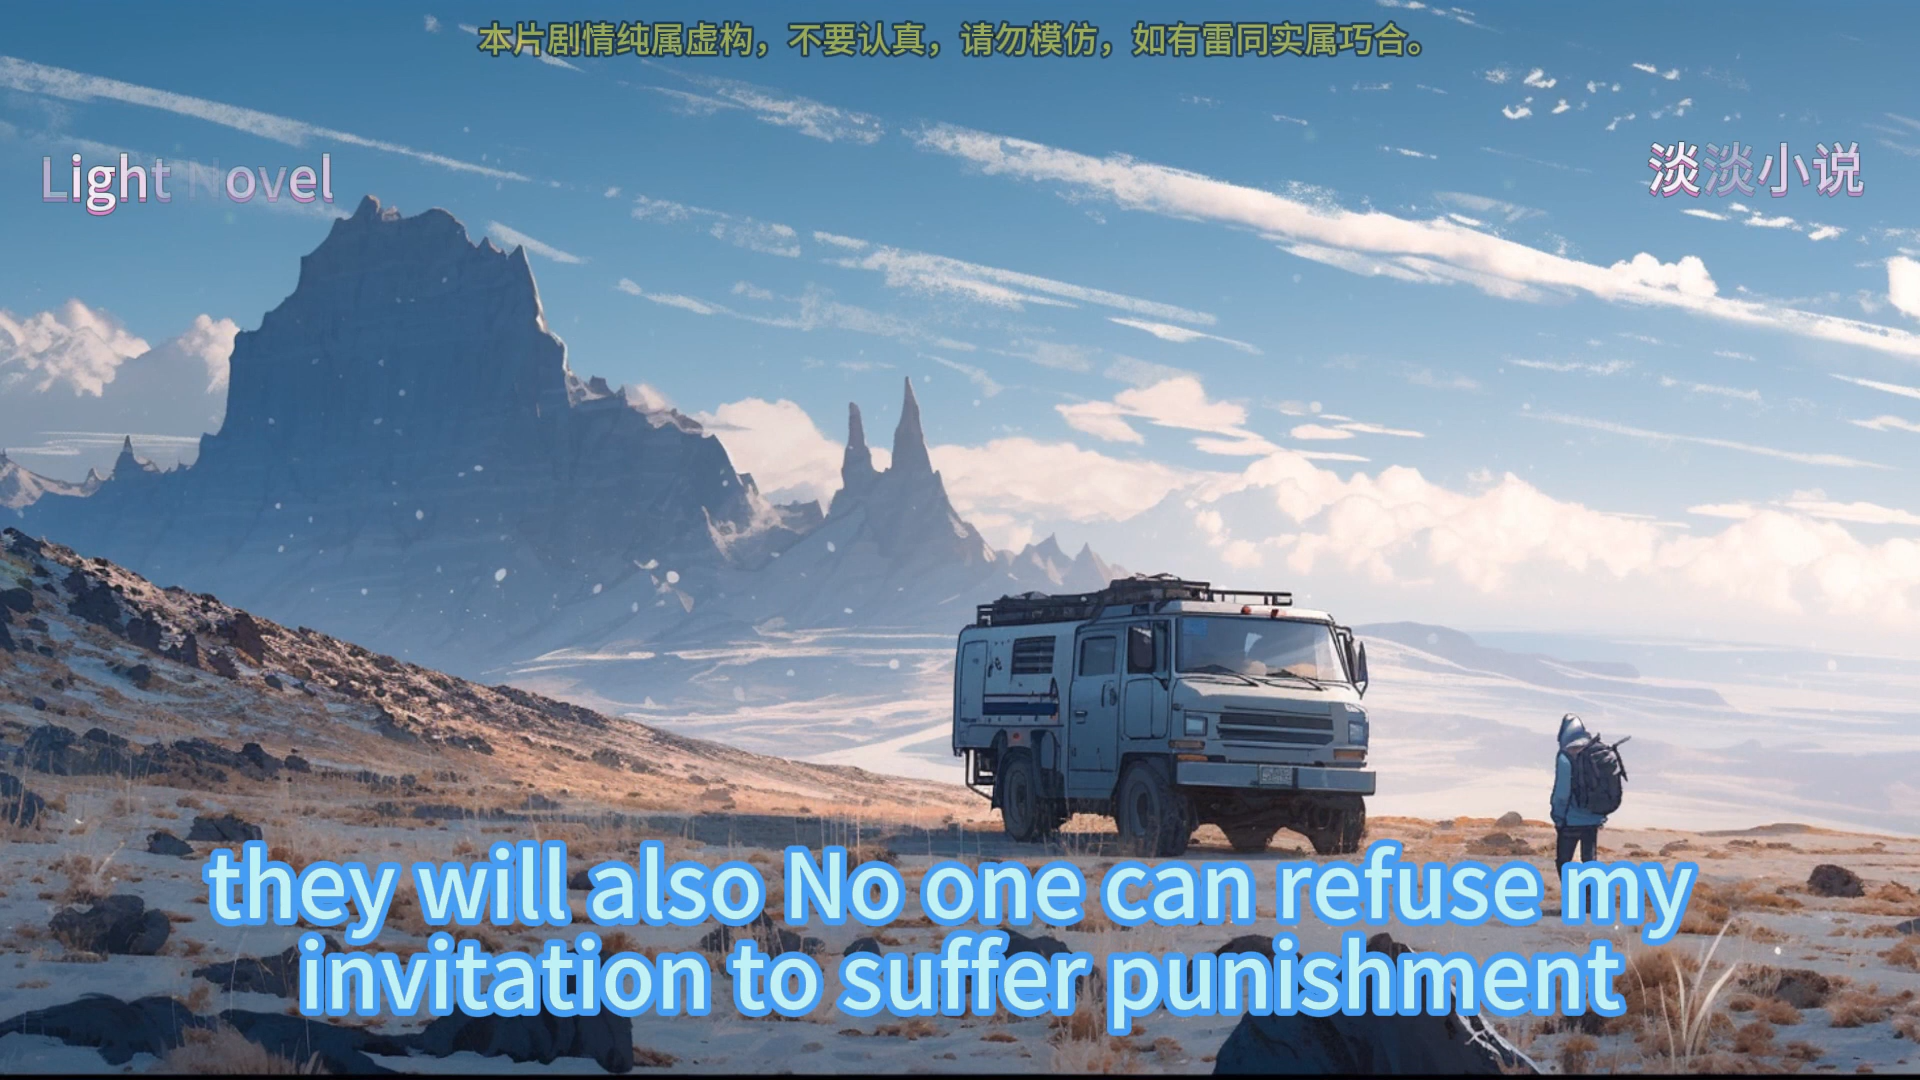 本片剧情纯属虚构，不要认真，请勿模仿，如有雷同实属巧合。
Light Novel
淡淡小说
they will also No one can refuse my
invitation to suffer punishment